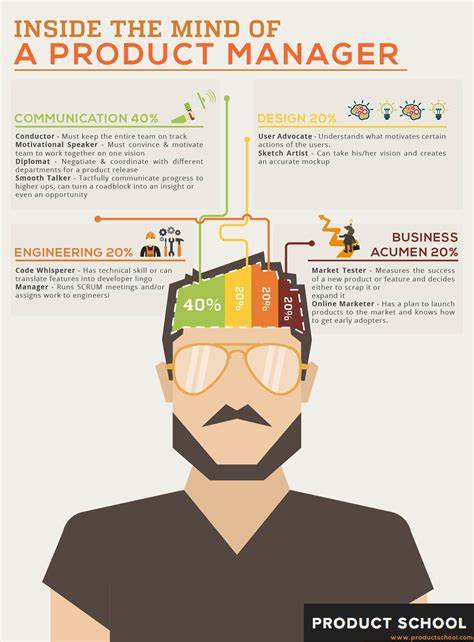 INSIDE THE MIND OF
A PRODUCT MANAGER
COMMUNICATION 40%
Conductor - Must keep the entire team on track
Motivational Speaker - Must convince & motivate
team to work together on one vision
Diplomat - Negotiate & coordinate with different
departments for a product release
Smooth Talker - Tactfully communicate progress to
higher ups, can turn a roadblock into an insight or
even an opportunity
DESIGN 20%
User Advocate - Understands what motivates certain
actions of the users.
Sketch Artist - Can take his/her vision and creates
an accurate mockup
ENGINEERING 20%
Code Whisperer - Has technical skill or can
translate features into developer lingo
Manager - Runs SCRUM meetings and/or
assigns work to engineersi
BUSINESS
ACUMEN 20%
Market Tester - Measures the success
of a new product or feature and decides
either to scrap it or
expand it
Online Marketer - Has a plan to launch
products to the market and knows how
to get early adopters.
40%
20%
20%
20%
PRODUCT SCHOOL
www.productschool.com